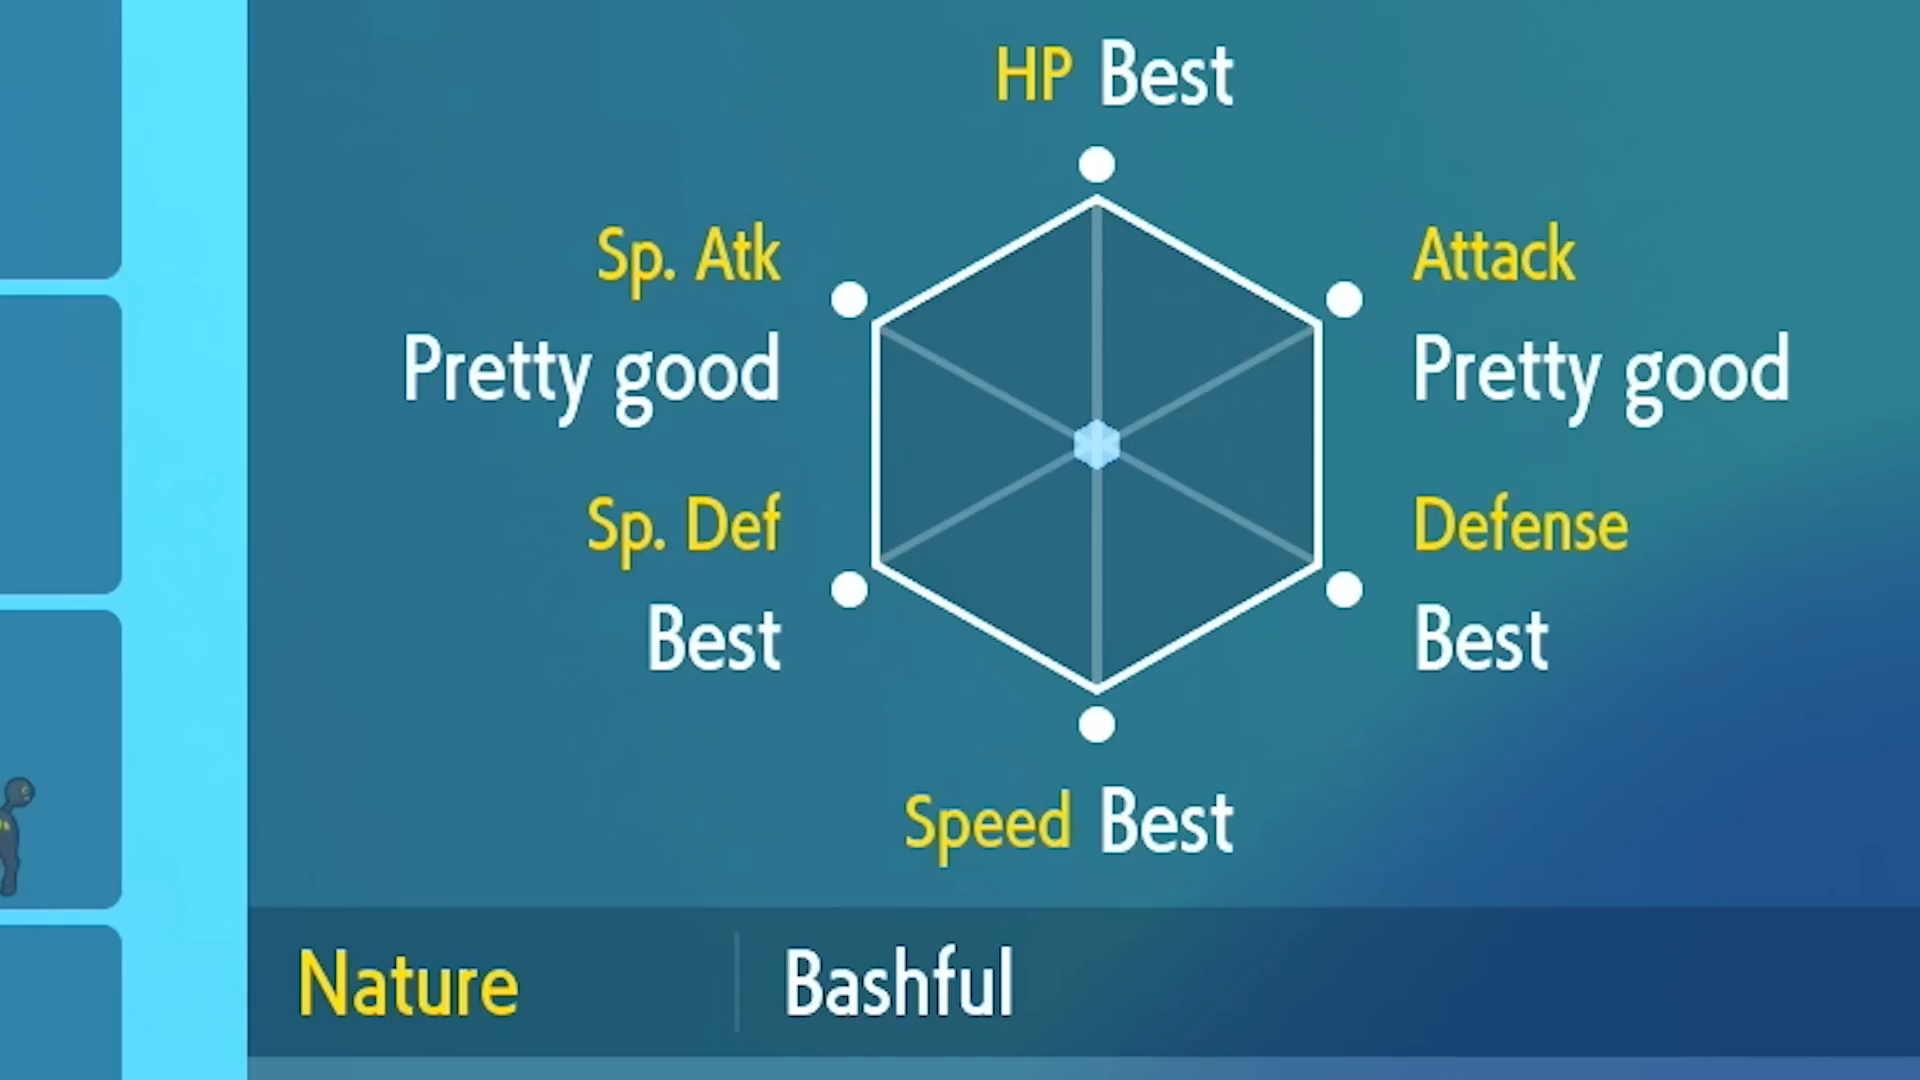 HP Best
Sp. Atk
Pretty good
Attack
Pretty good
Sp. Def
Best
Defense
Best
Speed Best
Nature Bashful